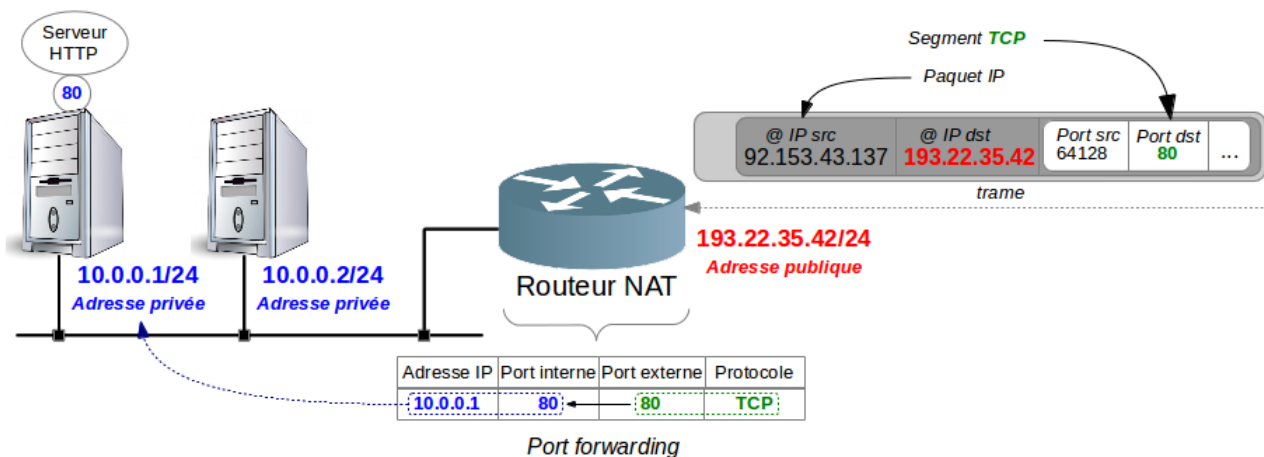 Serveur
HTTP
80
Segment TCP
Paquet IP
@ IP src
92.153.43.137
@ IP dst
193.22.35.42
Port src
64128
Port dst
80
...
trame
10.0.0.1/24
Adresse privée
10.0.0.2/24
Adresse privée
193.22.35.42/24
Adresse publique
Routeur NAT
Adresse IP Port interne Port externe Protocole
10.0.0.1 80 80 TCP
Port forwarding